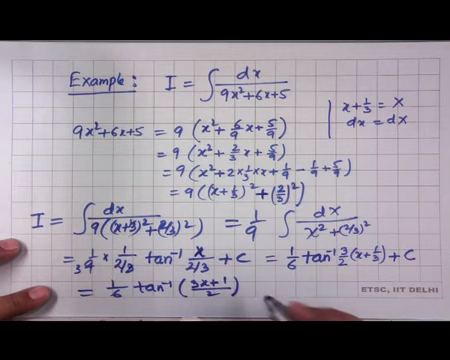 Example: I = ∫ dx / (9x²+6x+5)
9x²+6x+5 = 9 (x² + 6/9 x + 5/9)
= 9 (x² + 2/3 x + 5/9)
= 9 (x² + 2×1/3 × x + 1/9 - 1/9 + 5/9)
= 9 ((x+1/3)² + (2/3)²)
x + 1/3 = X
dx = dX
I = ∫ dx / 9((x+1/3)² + (2/3)²) = 1/9 ∫ dX / (X² + (2/3)²)
= 1/9 × 1/(2/3) tan⁻¹ X/(2/3) + C = 1/6 tan⁻¹ 3/2 (x+1/3) + C
= 1/6 tan⁻¹ ((3x+1)/2)
ETSC, IIT DELHI